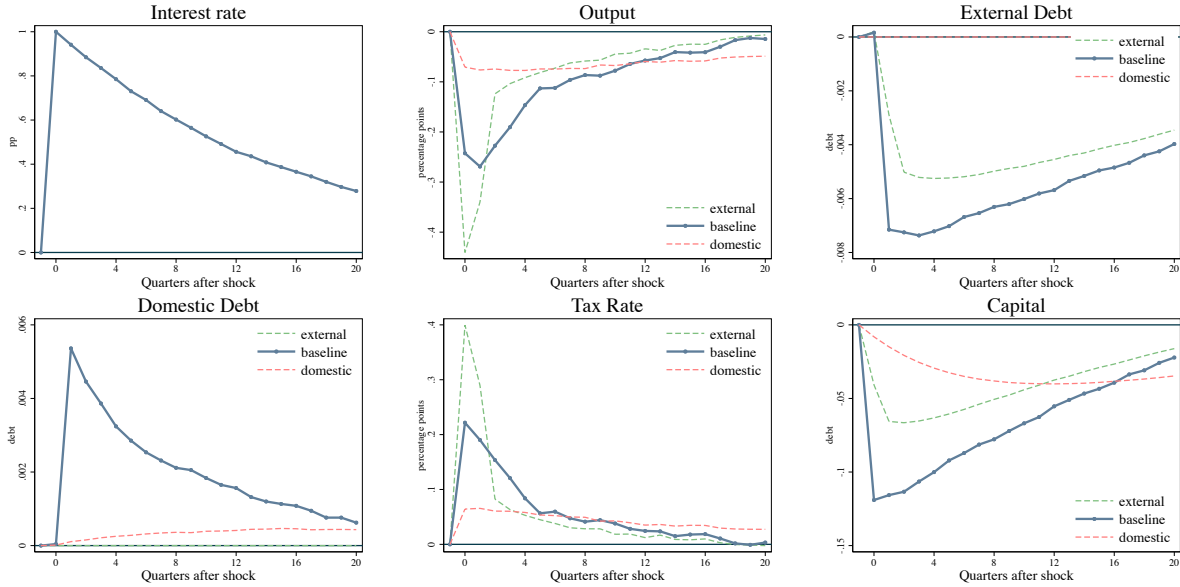 Interest rate
pp
0 .2 .4 .6 .8 1
0 4 8 12 16 20
Quarters after shock
Output
percentage points
-.4 -.3 -.2 -.1 0
external
baseline
domestic
0 4 8 12 16 20
Quarters after shock
External Debt
debt
-.008 -.006 -.004 -.002 0
external
baseline
domestic
0 4 8 12 16 20
Quarters after shock
Domestic Debt
debt
0 .002 .004 .006
external
baseline
domestic
0 4 8 12 16 20
Quarters after shock
Tax Rate
percentage points
0 .1 .2 .3 .4
external
baseline
domestic
0 4 8 12 16 20
Quarters after shock
Capital
debt
-.15 -.1 -.05 0
external
baseline
domestic
0 4 8 12 16 20
Quarters after shock